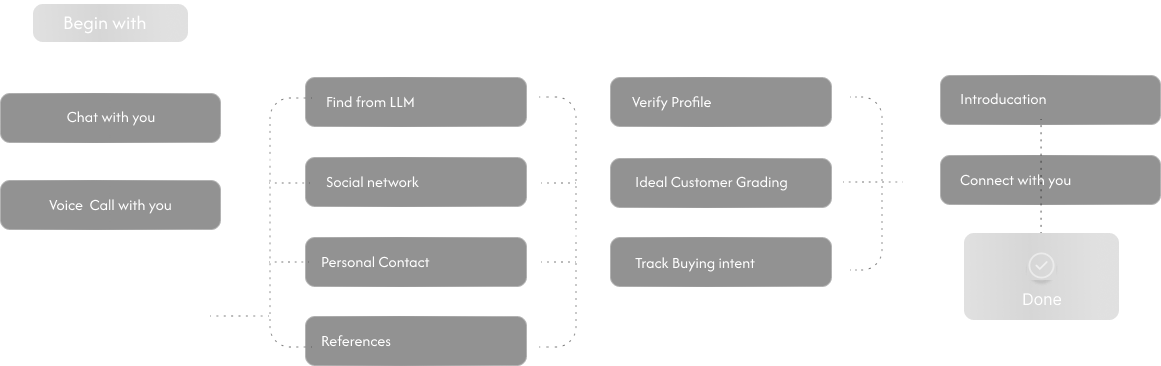 Begin with
Chat with you
Voice Call with you
Find from LLM
Social network
Personal Contact
References
Verify Profile
Ideal Customer Grading
Track Buying intent
Introducation
Connect with you
Done